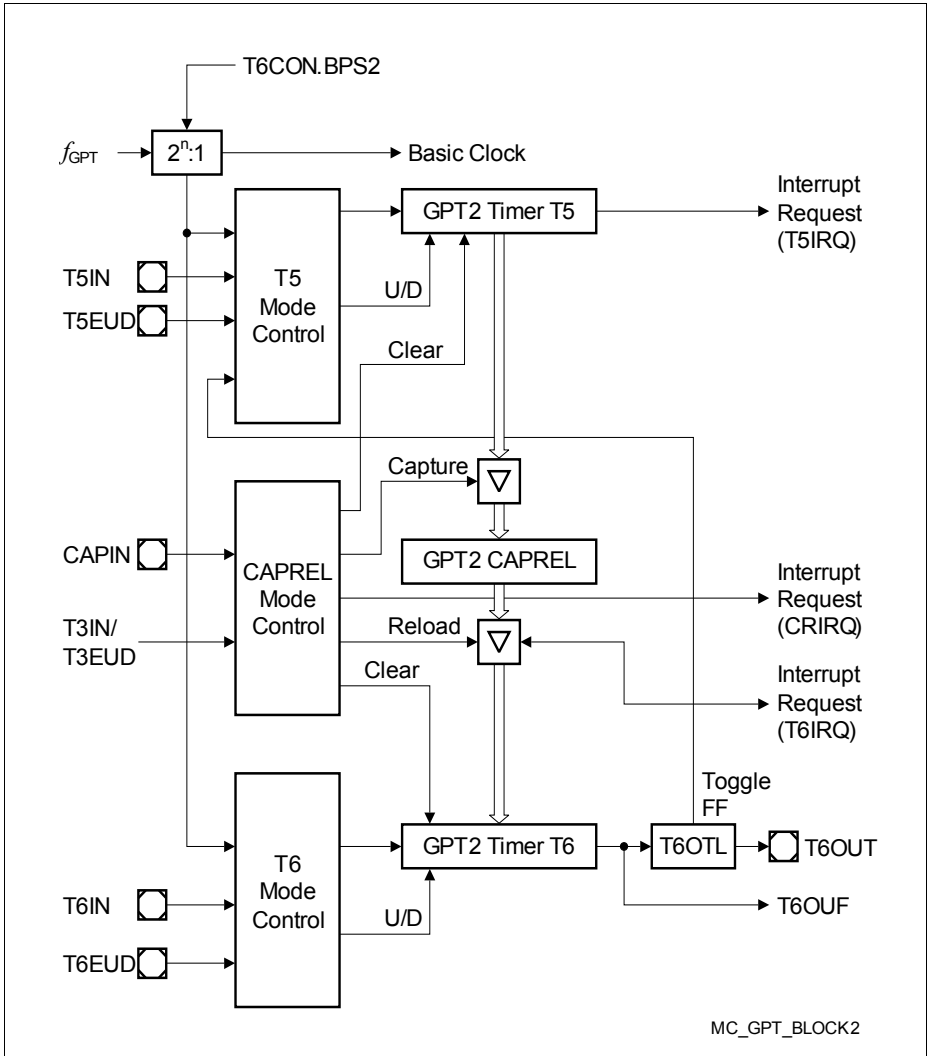 T6CON.BPS2
fGPT
2ⁿ:1
Basic Clock
GPT2 Timer T5
Interrupt
Request
(T5IRQ)
T5IN
T5EUD
T5
Mode
Control
U/D
Clear
Capture
CAPIN
GPT2 CAPREL
CAPREL
Mode
Control
Interrupt
Request
(CRIRQ)
T3IN/
T3EUD
Reload
Clear
Interrupt
Request
(T6IRQ)
Toggle
FF
GPT2 Timer T6
T6OTL
T6OUT
T6
Mode
Control
T6IN
U/D
T6OUF
T6EUD
MC_GPT_BLOCK2